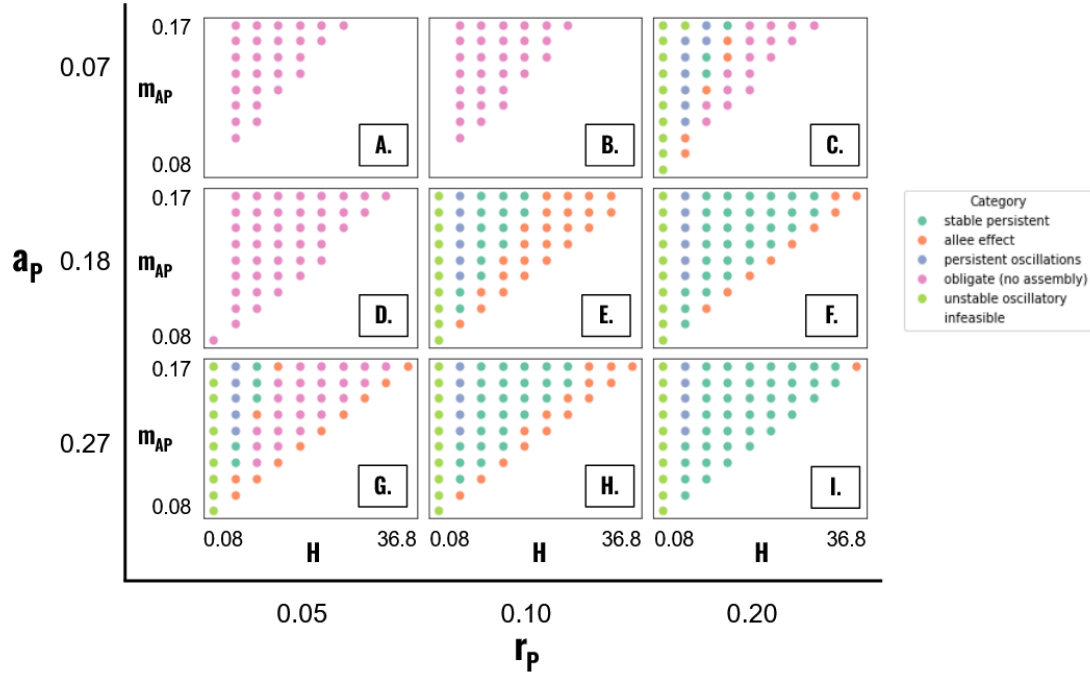 0.07
m_AP
0.17
0.08
A.
B.
C.
a_P
0.18
m_AP
0.17
0.08
D.
E.
F.
0.27
m_AP
0.17
0.08
G.
H.
I.
0.08 H 36.8
0.08 H 36.8
0.08 H 36.8
0.05 0.10 0.20
r_P
Category
stable persistent
allee effect
persistent oscillations
obligate (no assembly)
unstable oscillatory
infeasible